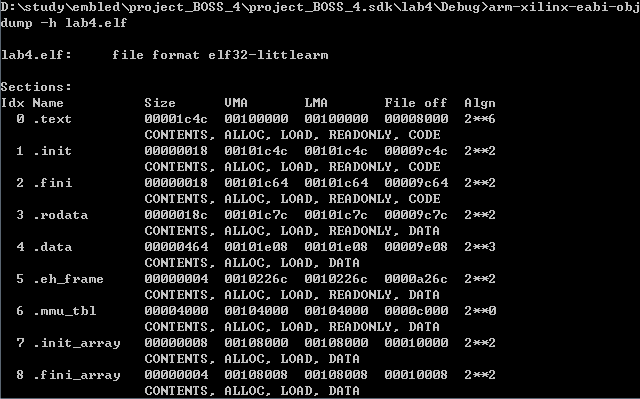 D:\study\embled\project_BOSS_4\project_BOSS_4.sdk\lab4\Debug>arm-xilinx-eabi-obj
dump -h lab4.elf
lab4.elf:     file format elf32-littlearm
Sections:
Idx Name          Size      VMA       LMA       File off  Algn
  0 .text         00001c4c  00100000  00100000  00008000  2**6
                  CONTENTS, ALLOC, LOAD, READONLY, CODE
  1 .init         00000018  00101c4c  00101c4c  00009c4c  2**2
                  CONTENTS, ALLOC, LOAD, READONLY, CODE
  2 .fini         00000018  00101c64  00101c64  00009c64  2**2
                  CONTENTS, ALLOC, LOAD, READONLY, CODE
  3 .rodata       0000018c  00101c7c  00101c7c  00009c7c  2**2
                  CONTENTS, ALLOC, LOAD, READONLY, DATA
  4 .data         00000464  00101e08  00101e08  00009e08  2**3
                  CONTENTS, ALLOC, LOAD, DATA
  5 .eh_frame     00000004  0010226c  0010226c  0000a26c  2**2
                  CONTENTS, ALLOC, LOAD, READONLY, DATA
  6 .mmu_tbl      00004000  00104000  00104000  0000c000  2**0
                  CONTENTS, ALLOC, LOAD, READONLY, DATA
  7 .init_array   00000008  00108000  00108000  00010000  2**2
                  CONTENTS, ALLOC, LOAD, DATA
  8 .fini_array   00000004  00108008  00108008  00010008  2**2
                  CONTENTS, ALLOC, LOAD, DATA